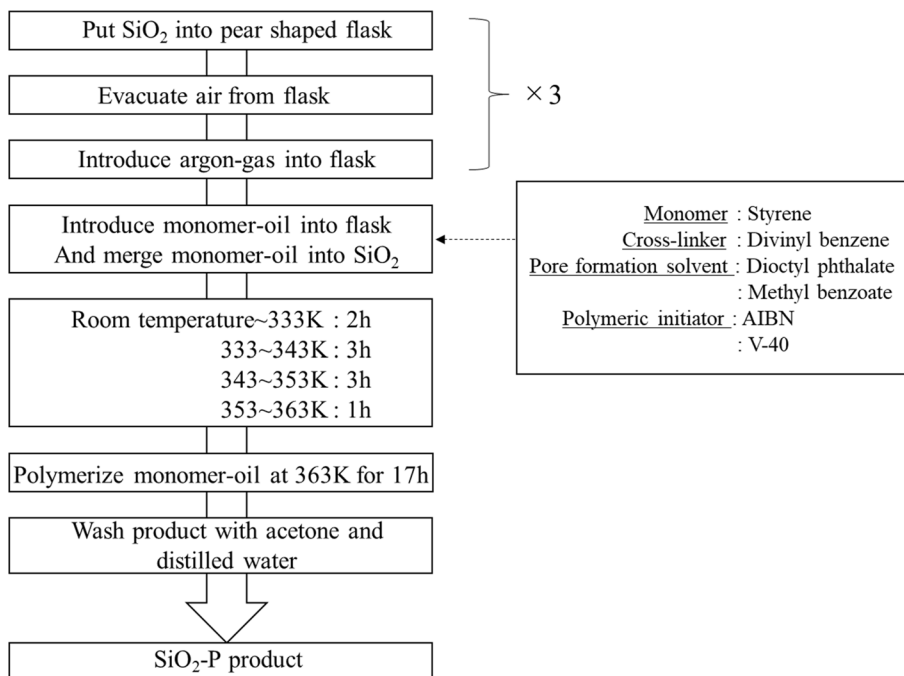 Put SiO₂ into pear shaped flask
Evacuate air from flask
×3
Introduce argon-gas into flask
Introduce monomer-oil into flask
And merge monomer-oil into SiO₂
Monomer : Styrene
Cross-linker : Divinyl benzene
Pore formation solvent : Dioctyl phthalate
: Methyl benzoate
Polymeric initiator : AIBN
: V-40
Room temperature~333K : 2h
333~343K : 3h
343~353K : 3h
353~363K : 1h
Polymerize monomer-oil at 363K for 17h
Wash product with acetone and
distilled water
SiO₂-P product